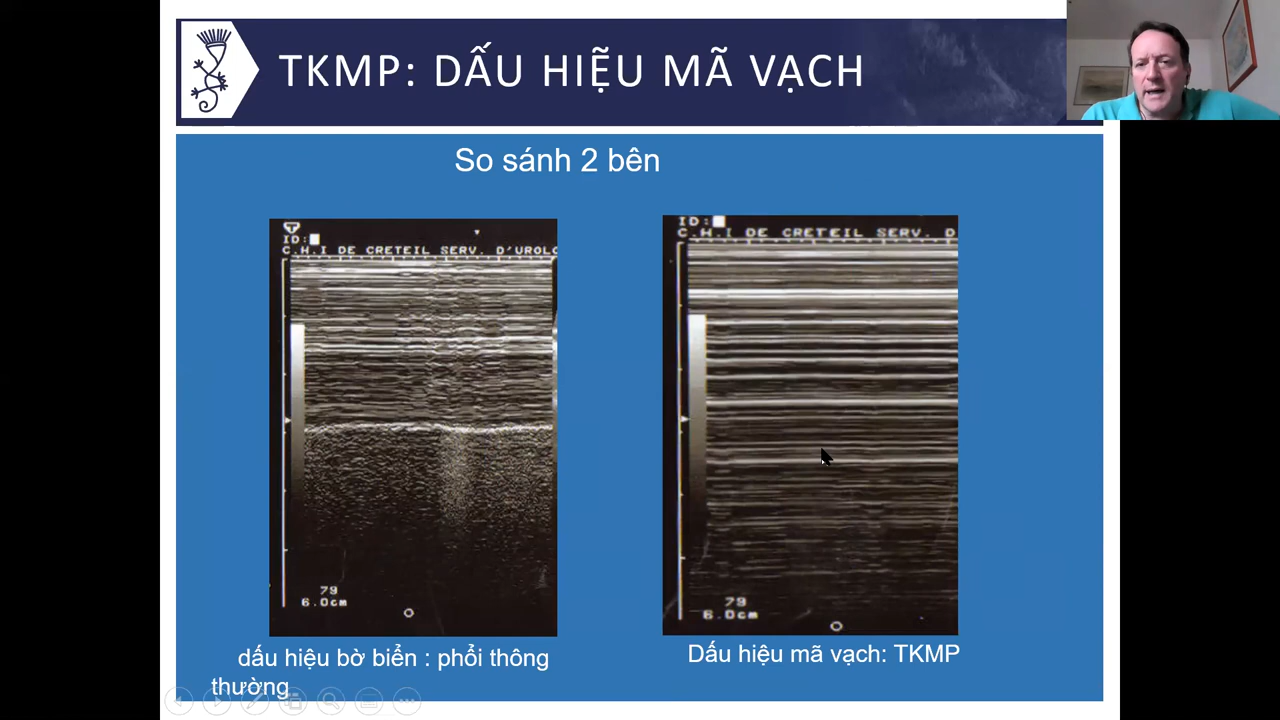 TKMP: DẤU HIỆU MÃ VẠCH
So sánh 2 bên
ID:
C.H.I DE CRETEIL SERV. D'UROLO
79
6.0cm
ID:
C.H.I DE CRETEIL SERV. D
79
6.0cm
dấu hiệu bờ biển : phổi thông
thường
Dấu hiệu mã vạch: TKMP